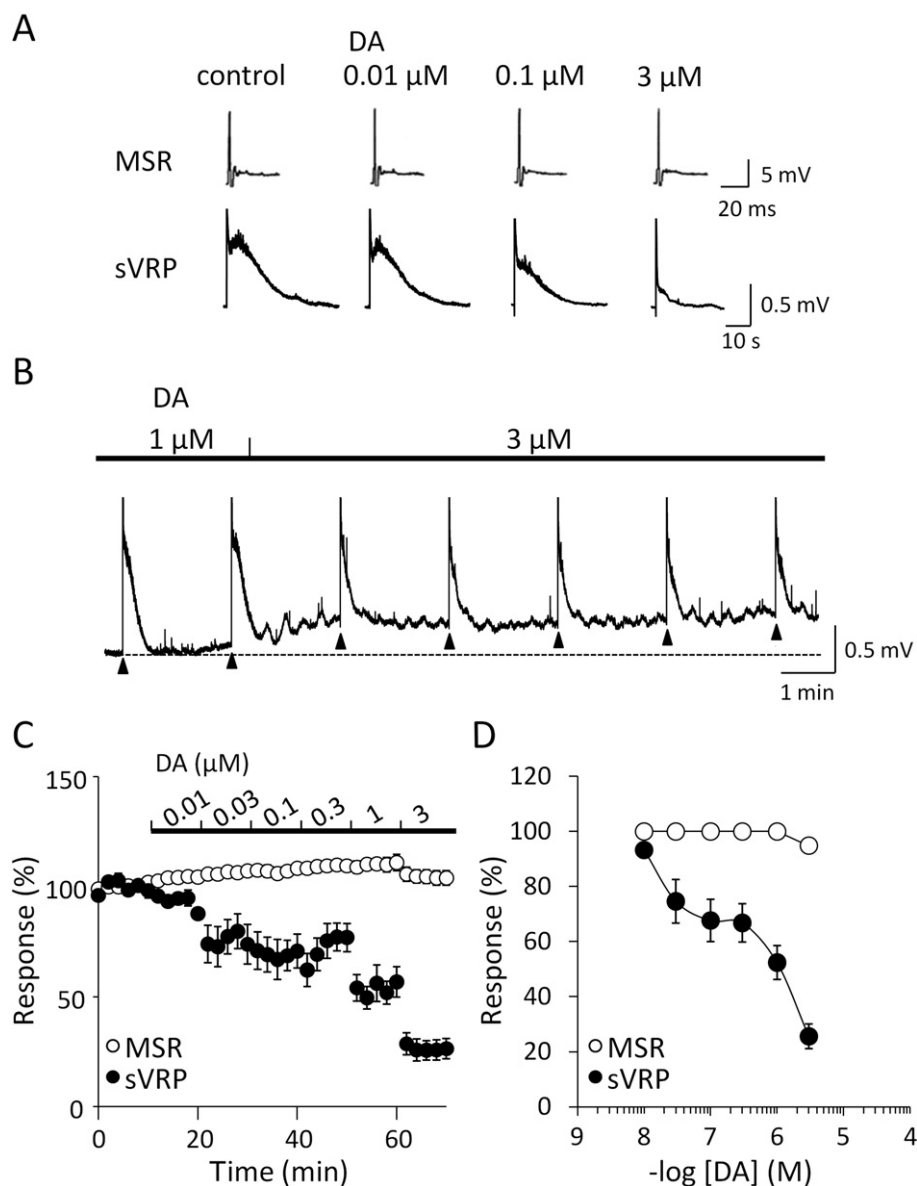 A
DA
control 0.01 μM 0.1 μM 3 μM
MSR
5 mV
20 ms
sVRP
0.5 mV
10 s
B
DA
1 μM 3 μM
0.5 mV
1 min
C
DA (μM)
0.01 0.03 0.1 0.3 1 3
150
100
50
0
Response (%)
MSR
sVRP
0 20 40 60
Time (min)
D
120
100
80
60
40
20
0
Response (%)
MSR
sVRP
9 8 7 6 5 4
-log [DA] (M)